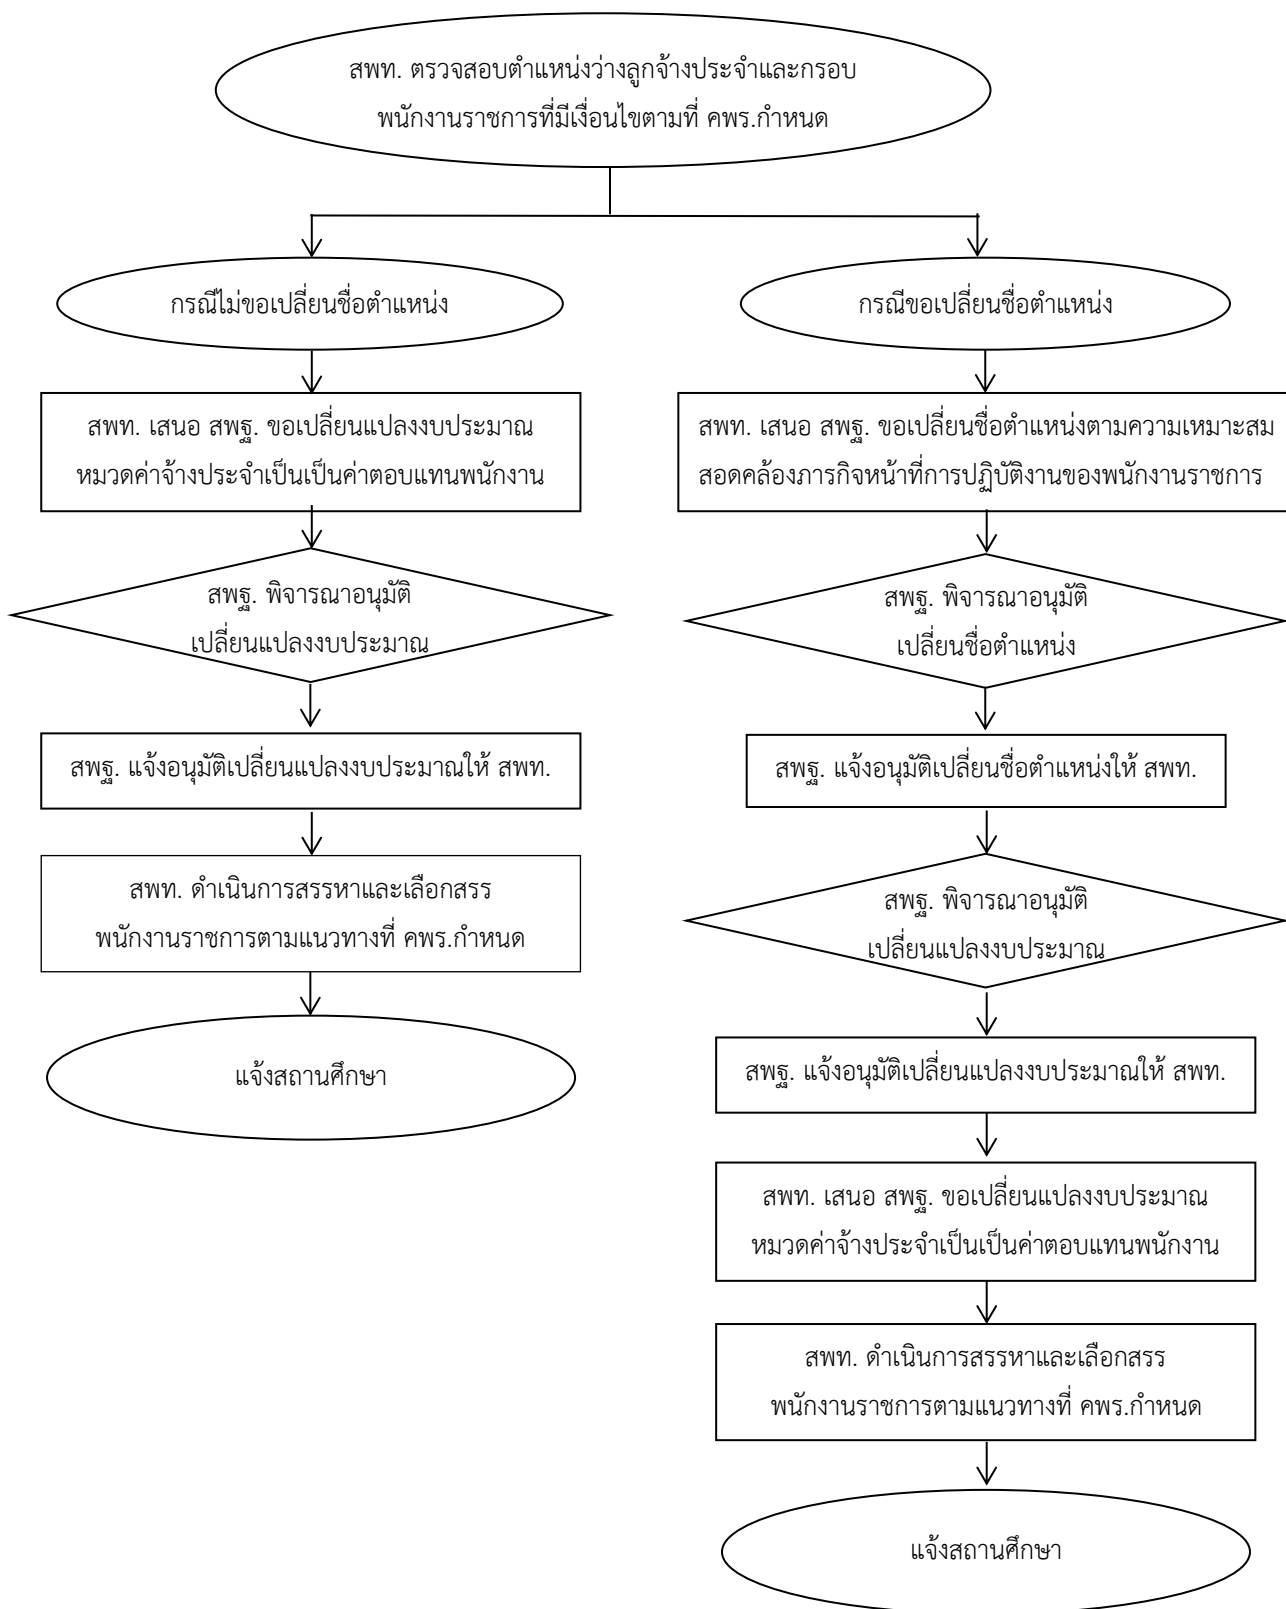 สพท. ตรวจสอบตำแหน่งว่างลูกจ้างประจำและกรอบ
พนักงานราชการที่มีเงื่อนไขตามที่ คพร.กำหนด
กรณีไม่ขอเปลี่ยนชื่อตำแหน่ง
สพท. เสนอ สพฐ. ขอเปลี่ยนแปลงงบประมาณ
หมวดค่าจ้างประจำเป็นเป็นค่าตอบแทนพนักงาน
สพฐ. พิจารณาอนุมัติ
เปลี่ยนแปลงงบประมาณ
สพฐ. แจ้งอนุมัติเปลี่ยนแปลงงบประมาณให้ สพท.
สพท. ดำเนินการสรรหาและเลือกสรร
พนักงานราชการตามแนวทางที่ คพร.กำหนด
แจ้งสถานศึกษา
กรณีขอเปลี่ยนชื่อตำแหน่ง
สพท. เสนอ สพฐ. ขอเปลี่ยนชื่อตำแหน่งตามความเหมาะสม
สอดคล้องภารกิจหน้าที่การปฏิบัติงานของพนักงานราชการ
สพฐ. พิจารณาอนุมัติ
เปลี่ยนชื่อตำแหน่ง
สพฐ. แจ้งอนุมัติเปลี่ยนชื่อตำแหน่งให้ สพท.
สพฐ. พิจารณาอนุมัติ
เปลี่ยนแปลงงบประมาณ
สพฐ. แจ้งอนุมัติเปลี่ยนแปลงงบประมาณให้ สพท.
สพท. เสนอ สพฐ. ขอเปลี่ยนแปลงงบประมาณ
หมวดค่าจ้างประจำเป็นเป็นค่าตอบแทนพนักงาน
สพท. ดำเนินการสรรหาและเลือกสรร
พนักงานราชการตามแนวทางที่ คพร.กำหนด
แจ้งสถานศึกษา